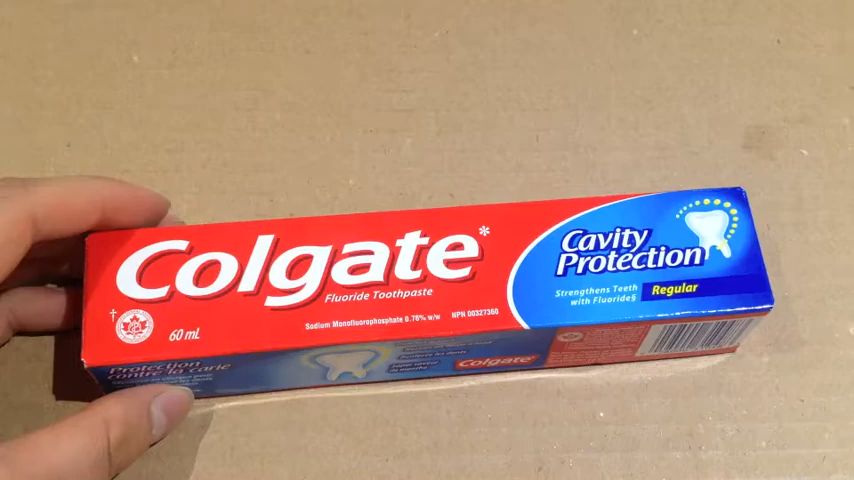 Colgate*
Fluoride Toothpaste
Sodium Monofluorophosphate 0.76% w/w NPN 00327360
†
60 mL
Cavity
Protection
Strengthens Teeth
with Fluoride§
Regular
Protection
contre la carie
Colgate